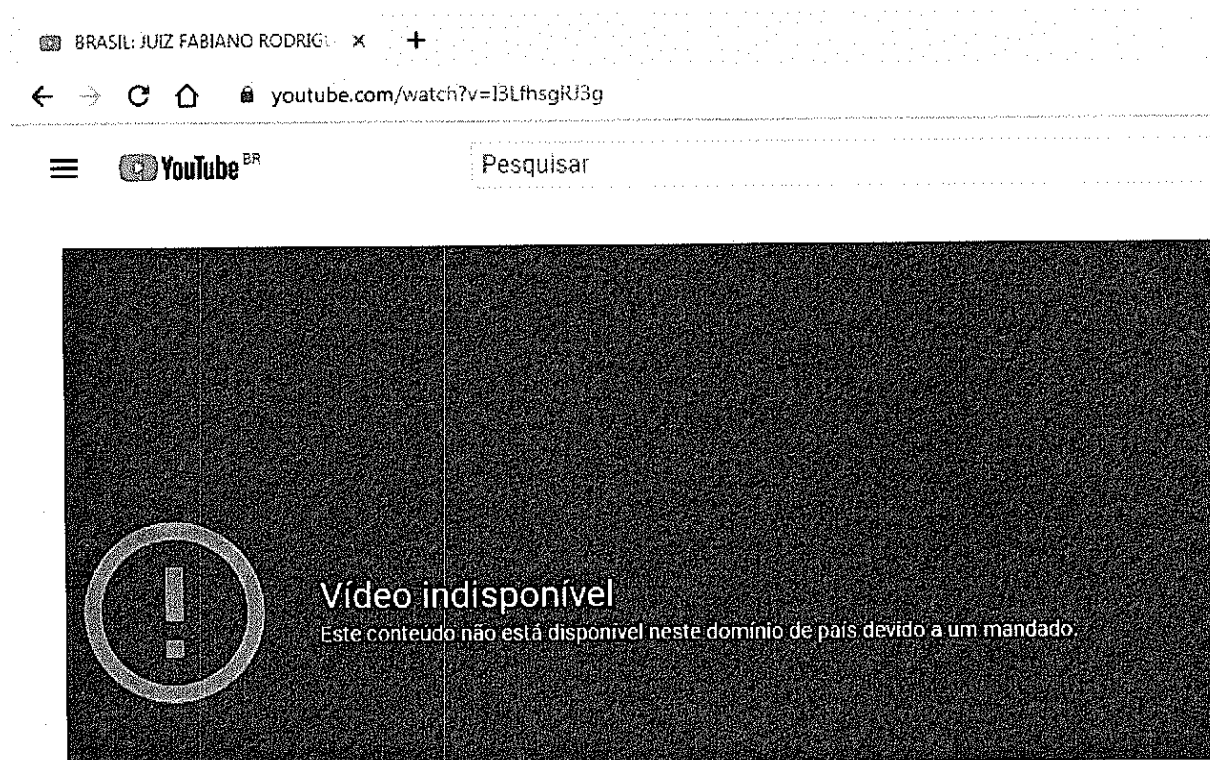 BRASIL: JUIZ FABIANO RODRIG
youtube.com/watch?v=I3LfhsgRJ3g
YouTube BR
Pesquisar
Vídeo indisponível
Este conteúdo não está disponível neste domínio de país devido a um mandado.